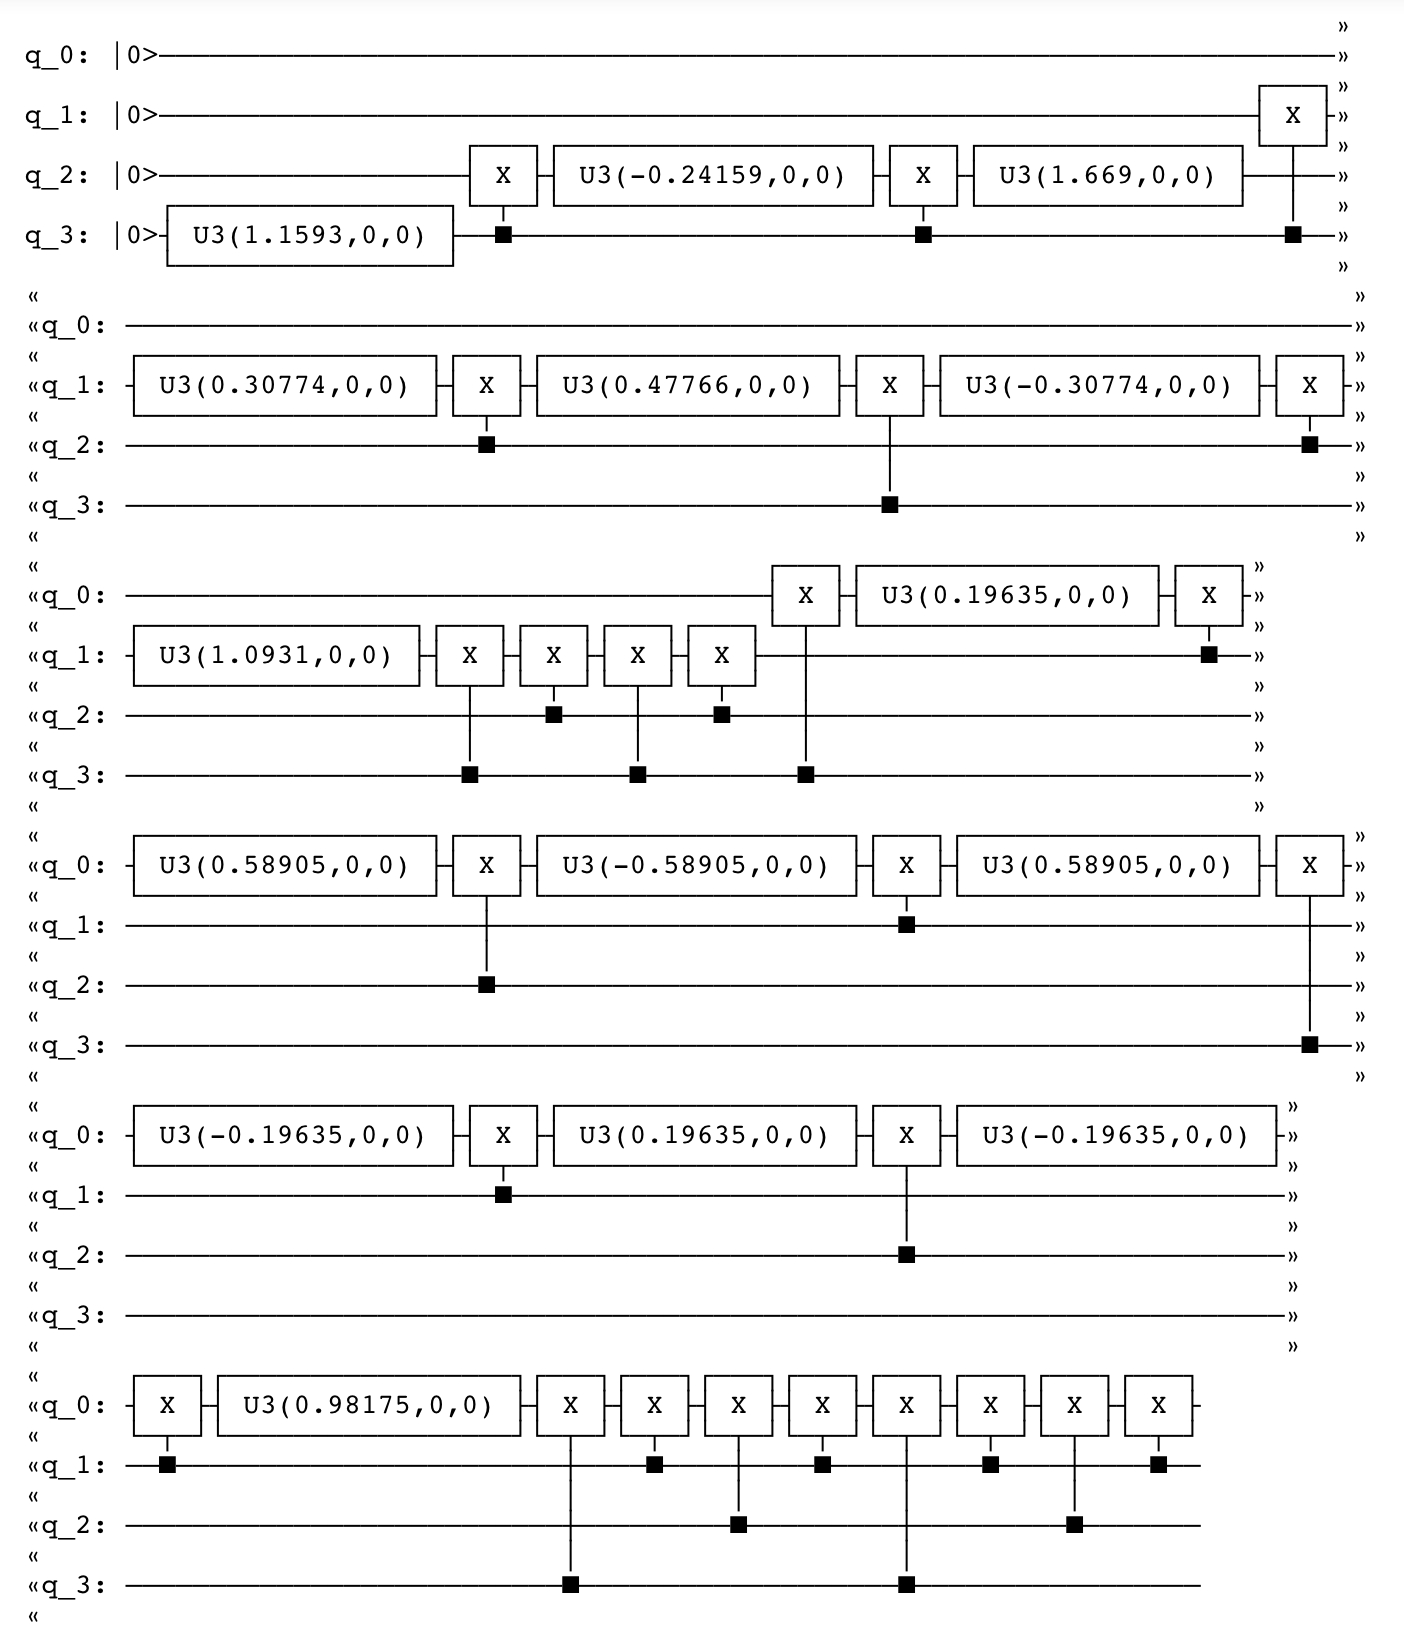 »
q_0: |0> »
»
q_1: |0> X »
»
q_2: |0> X U3(-0.24159,0,0) X U3(1.669,0,0) »
»
q_3: |0> U3(1.1593,0,0) »
»
« »
«q_0: »
« »
«q_1: U3(0.30774,0,0) X U3(0.47766,0,0) X U3(-0.30774,0,0) X »
« »
«q_2: »
« »
«q_3: »
« »
« »
«q_0: X U3(0.19635,0,0) X »
« »
«q_1: U3(1.0931,0,0) X X X X »
« »
«q_2: »
« »
«q_3: »
« »
« »
«q_0: U3(0.58905,0,0) X U3(-0.58905,0,0) X U3(0.58905,0,0) X »
« »
«q_1: »
« »
«q_2: »
« »
«q_3: »
« »
« »
«q_0: U3(-0.19635,0,0) X U3(0.19635,0,0) X U3(-0.19635,0,0) »
« »
«q_1: »
« »
«q_2: »
« »
«q_3: »
« »
«
«q_0: X U3(0.98175,0,0) X X X X X X X X
«
«q_1:
«
«q_2:
«
«q_3:
«